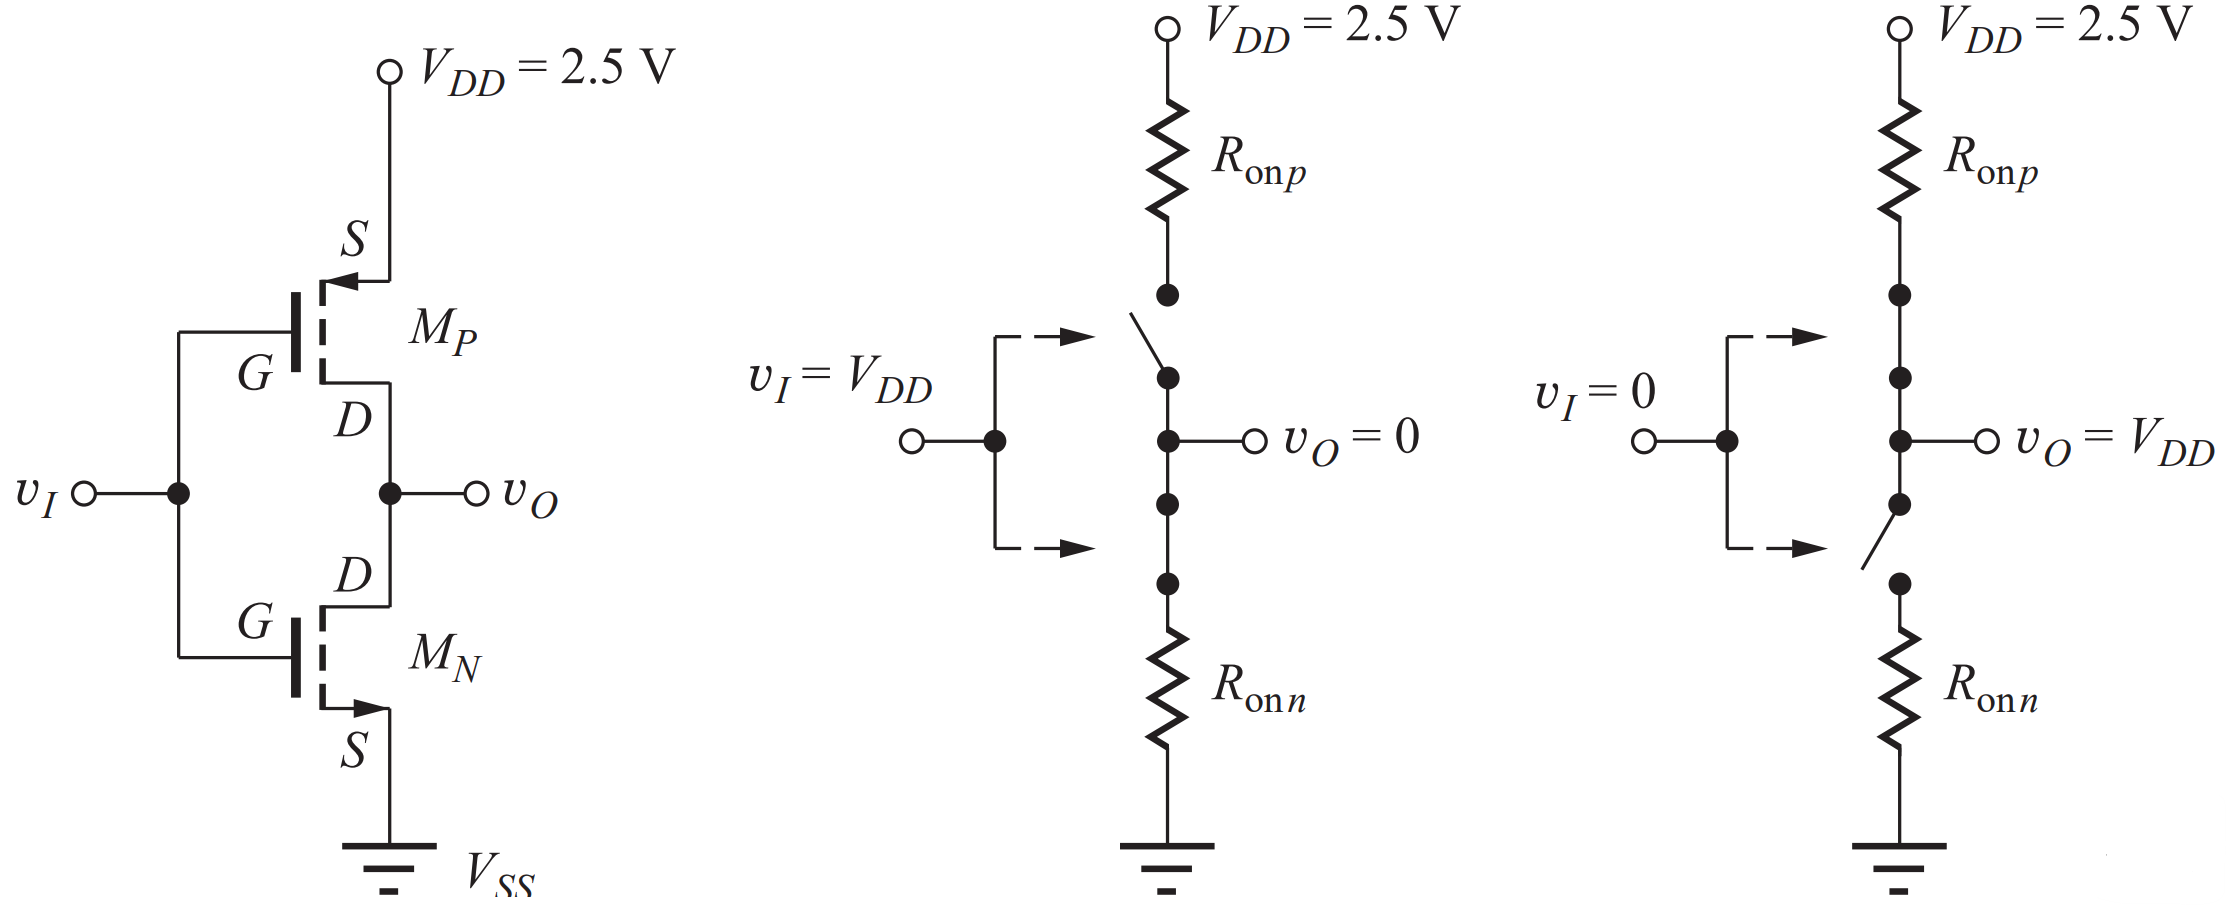 V_DD = 2.5 V
S
M_P
G
D
v_I
v_O
D
G
M_N
S
V_SS
V_DD = 2.5 V
R_onp
v_I = V_DD
v_O = 0
R_onn
V_DD = 2.5 V
R_onp
v_I = 0
v_O = V_DD
R_onn